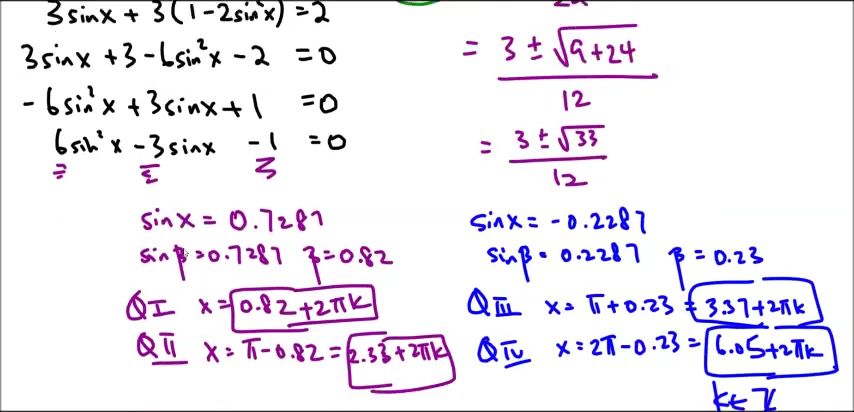 3sinx + 3(1-2sin²x) = 2
3sinx + 3 - 6sin²x - 2 = 0
-6sin²x + 3sinx + 1 = 0
6sin²x - 3sinx - 1 = 0
= 3 ± √9+24
12
= 3 ± √33
12
sinx = 0.7287
sinβ = 0.7287 β = 0.82
QI x = 0.82 + 2πk
QII x = π - 0.82 = 2.33 + 2πk
sinx = -0.2287
sinβ = 0.2287 β = 0.23
QIII x = π + 0.23 = 3.37 + 2πk
QIV x = 2π - 0.23 = 6.05 + 2πk
k ∈ ℤ